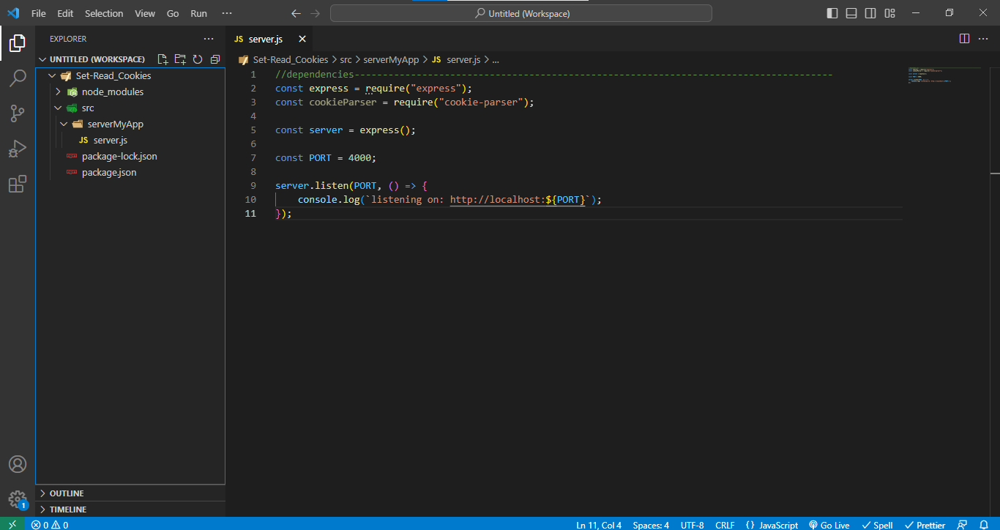 File Edit Selection View Go Run ··· Untitled (Workspace)
EXPLORER ···
UNTITLED (WORKSPACE)
Set-Read_Cookies
node_modules
src
serverMyApp
JS server.js
package-lock.json
package.json
OUTLINE
TIMELINE
JS server.js
Set-Read_Cookies > src > serverMyApp > JS server.js > ...
1 //dependencies-------------------------------------------------------------------------------------
2 const express = require("express");
3 const cookieParser = require("cookie-parser");
4
5 const server = express();
6
7 const PORT = 4000;
8
9 server.listen(PORT, () => {
10 console.log(`listening on: http://localhost:${PORT}`);
11 });
1
0 0 Ln 11, Col 4 Spaces: 4 UTF-8 CRLF {} JavaScript Go Live Spell Prettier